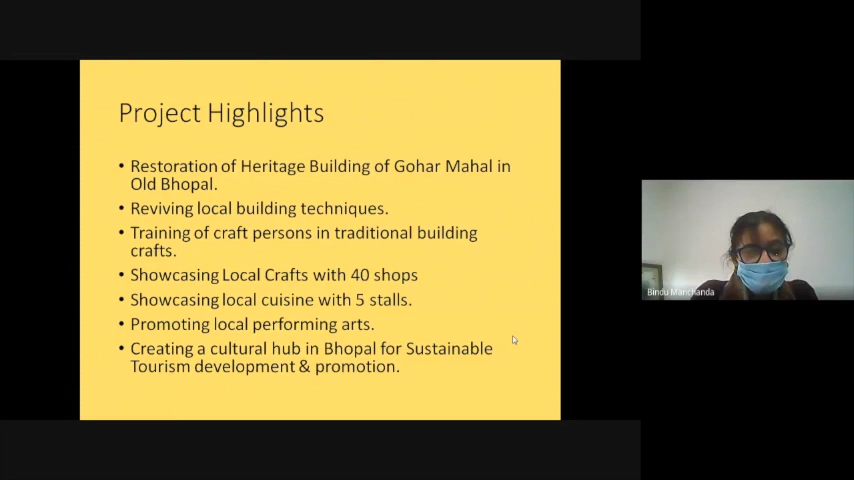 Project Highlights
• Restoration of Heritage Building of Gohar Mahal in
Old Bhopal.
• Reviving local building techniques.
• Training of craft persons in traditional building
crafts.
• Showcasing Local Crafts with 40 shops
• Showcasing local cuisine with 5 stalls.
• Promoting local performing arts.
• Creating a cultural hub in Bhopal for Sustainable
Tourism development & promotion.
Bindu Manchanda